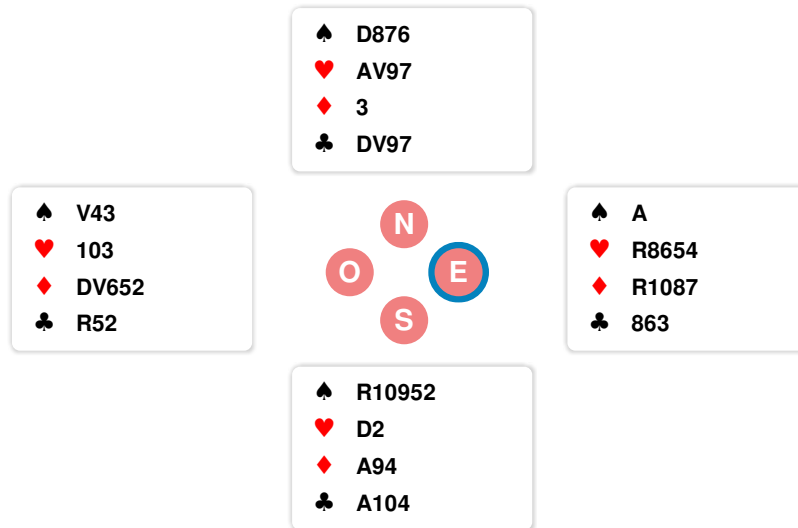 ♠ D876
♥ AV97
♦ 3
♣ DV97
♠ V43
♥ 103
♦ DV652
♣ R52
N
O
E
S
♠ A
♥ R8654
♦ R1087
♣ 863
♠ R10952
♥ D2
♦ A94
♣ A104